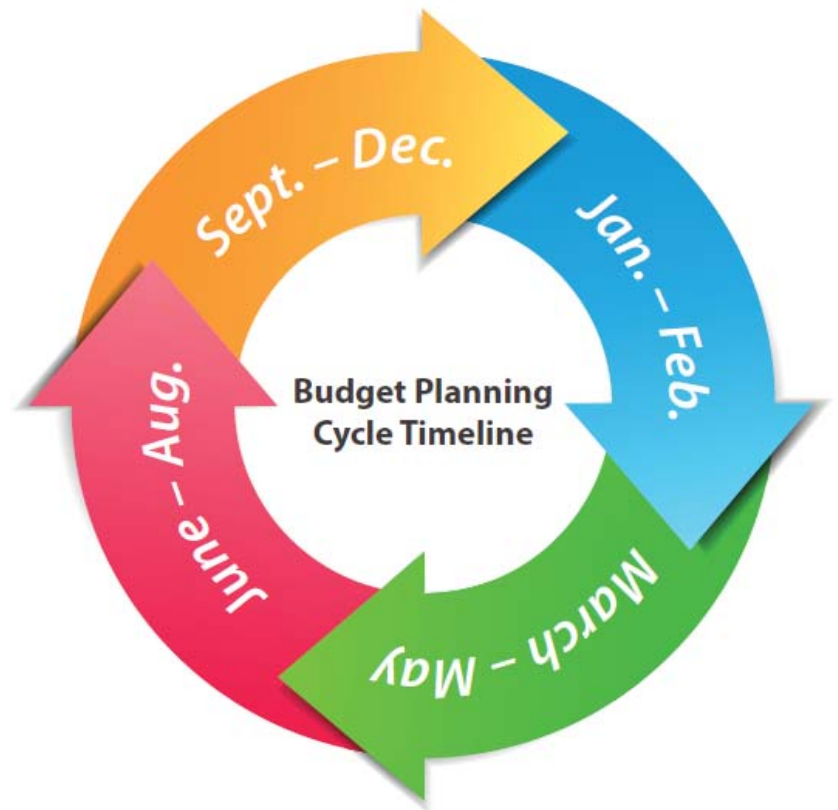 Sept. – Dec.
Jan. – Feb.
Budget Planning
Cycle Timeline
March – May
June – Aug.